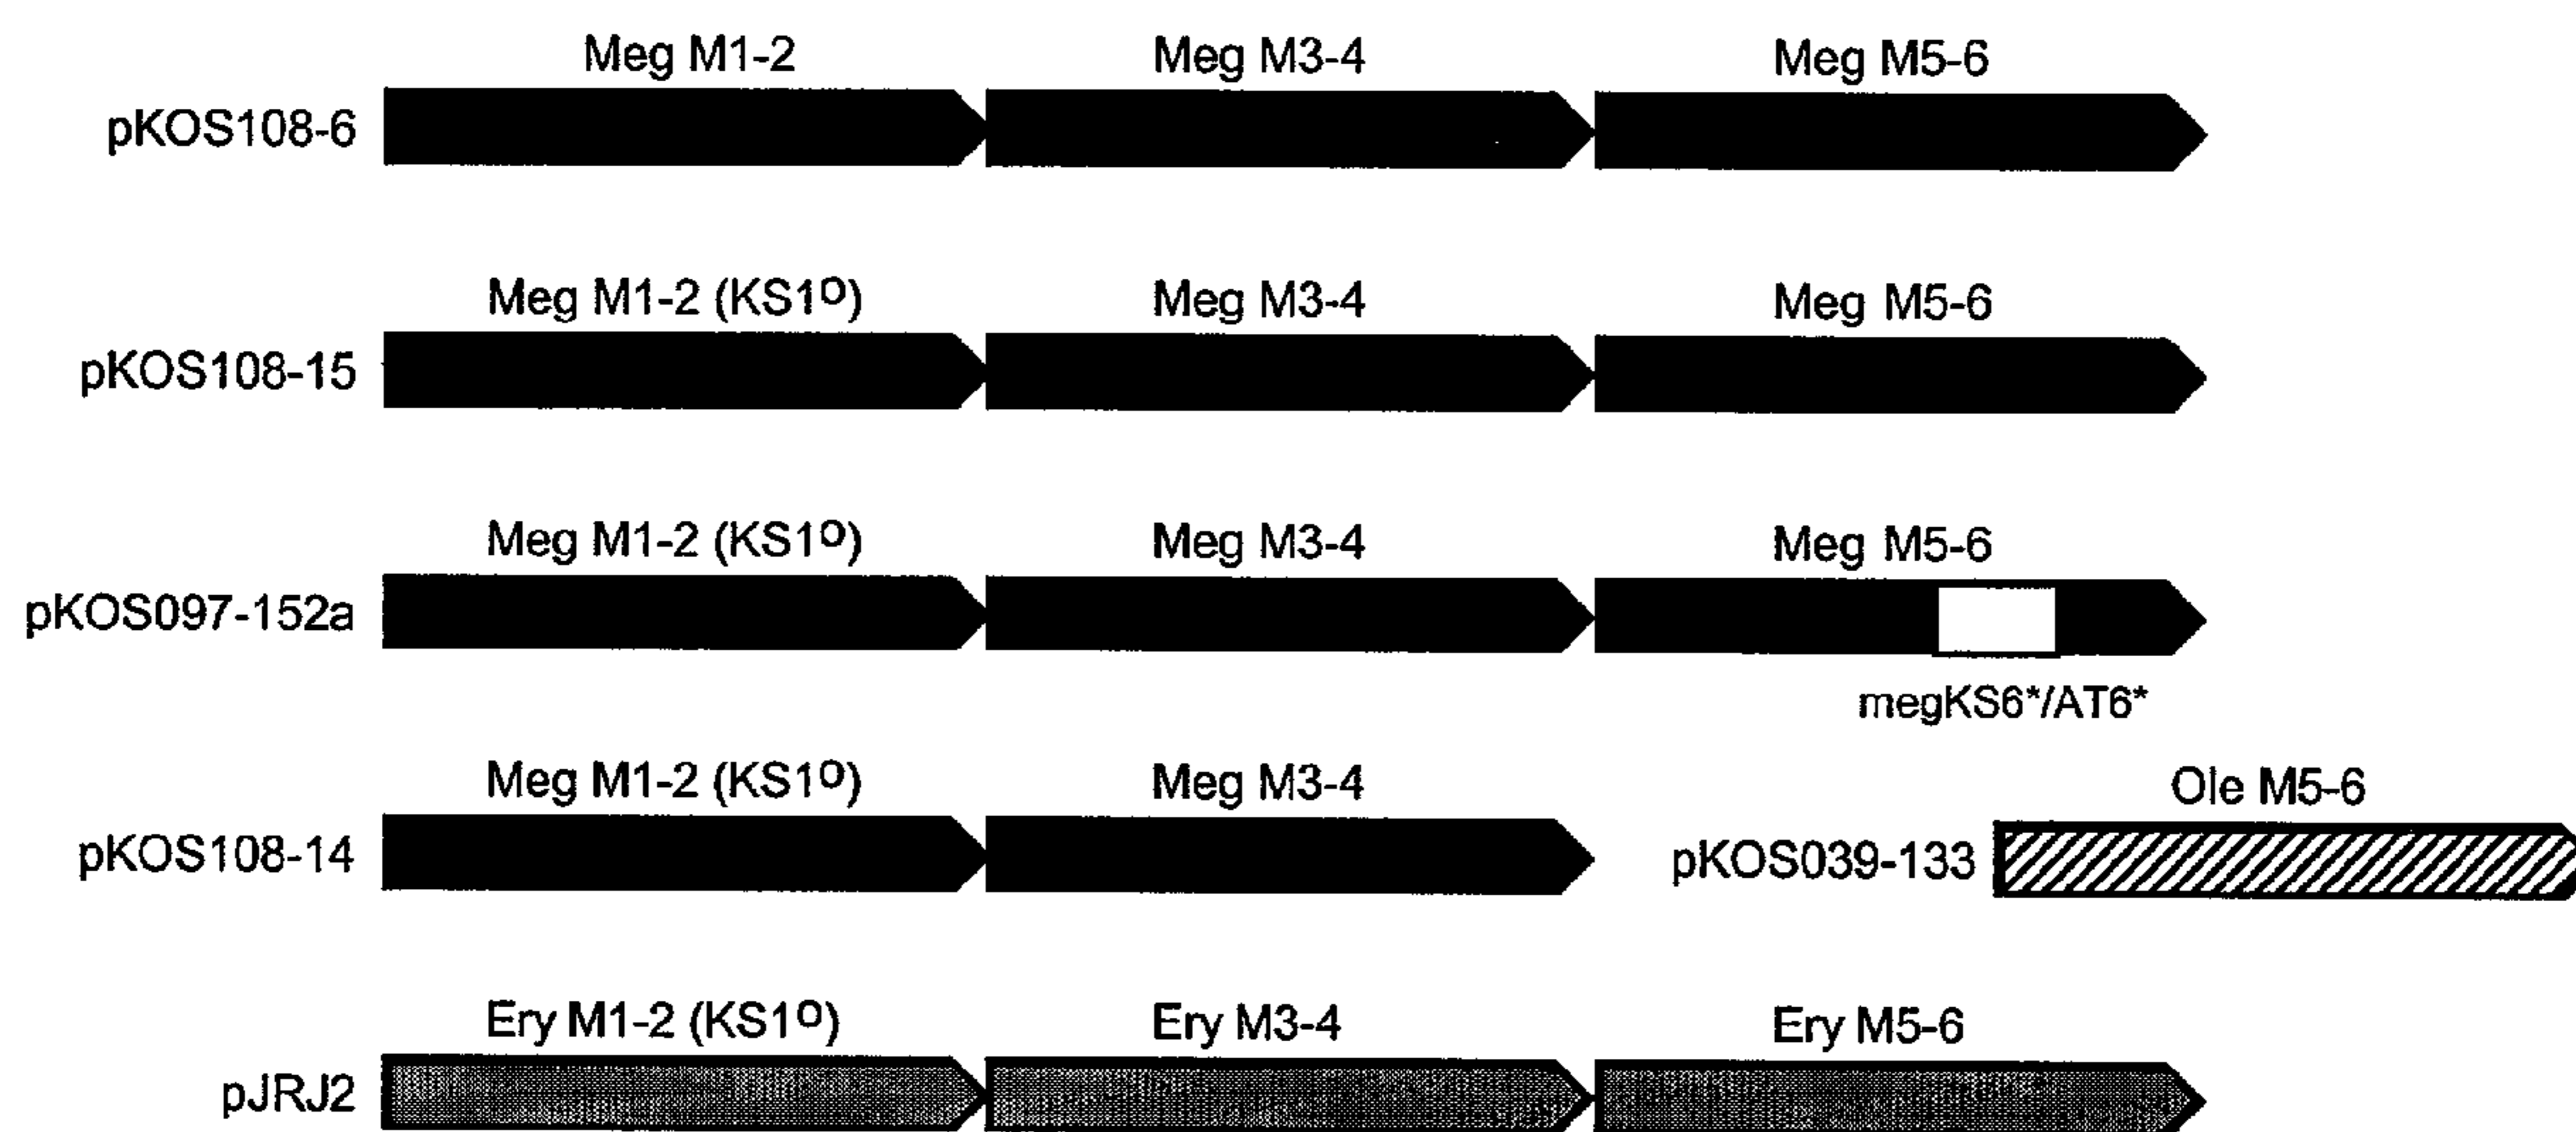 Meg M1-2 Meg M3-4 Meg M5-6
pKOS108-6
Meg M1-2 (KS1º) Meg M3-4 Meg M5-6
pKOS108-15
Meg M1-2 (KS1º) Meg M3-4 Meg M5-6
pKOS097-152a
megKS6*/AT6*
Meg M1-2 (KS1º) Meg M3-4 Ole M5-6
pKOS108-14 pKOS039-133
Ery M1-2 (KS1º) Ery M3-4 Ery M5-6
pJRJ2